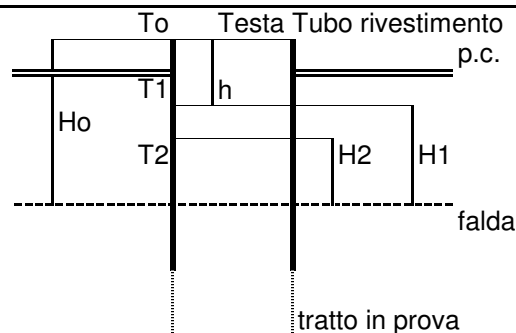 To Testa Tubo rivestimento
p.c.
T1 h
Ho
T2 H2 H1
falda
tratto in prova